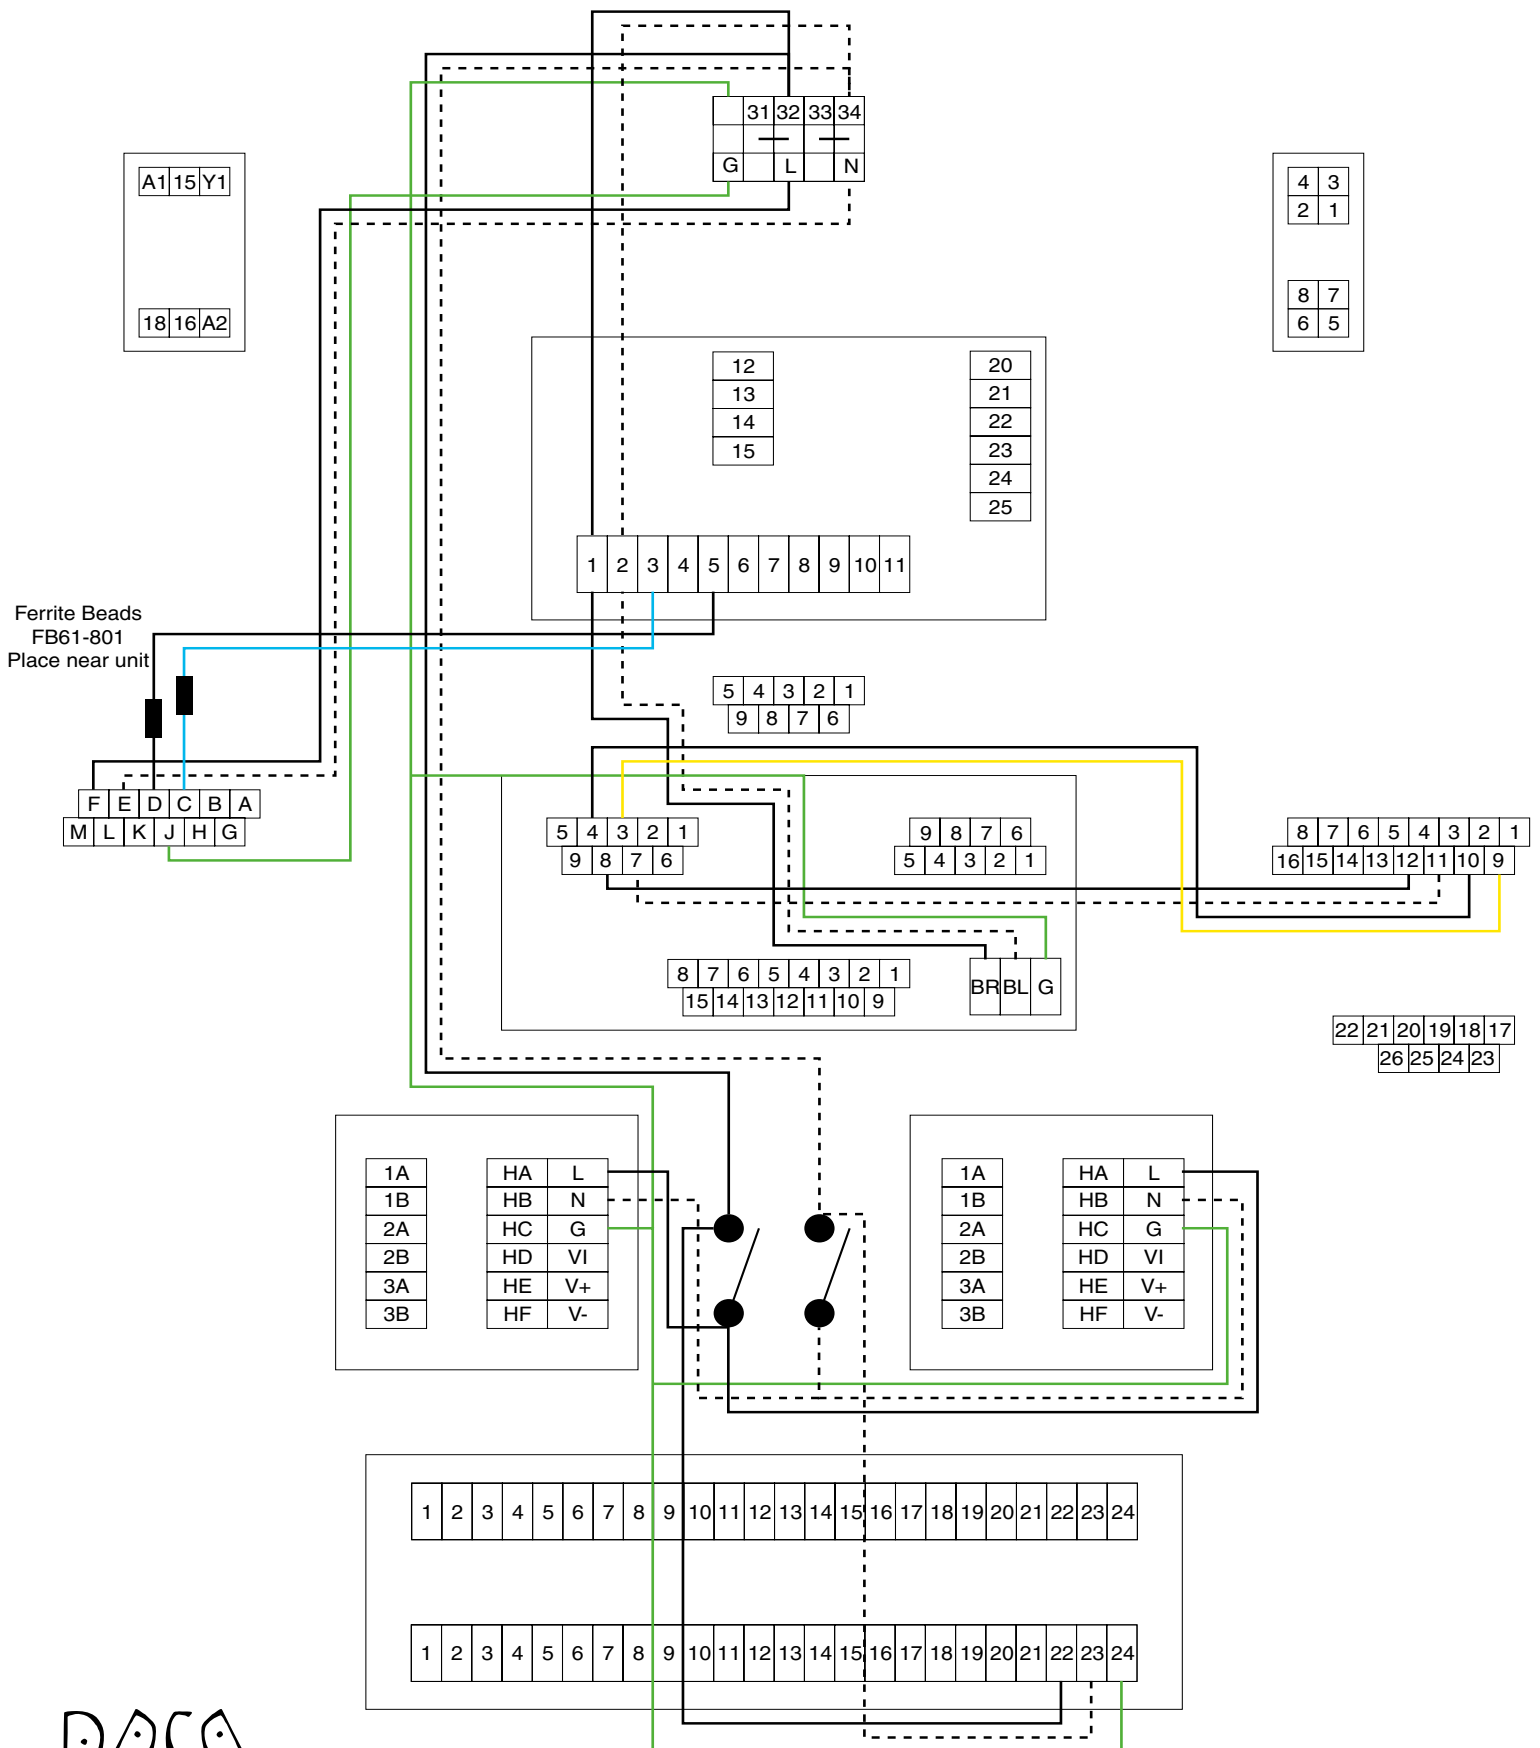 31 32 33 34
G L N
A1 15 Y1
18 16 A2
4 3
2 1
8 7
6 5
12
13
14
15
20
21
22
23
24
25
1 2 3 4 5 6 7 8 9 10 11
Ferrite Beads
FB61-801
Place near unit
5 4 3 2 1
9 8 7 6
F E D C B A
M L K J H G
5 4 3 2 1
9 8 7 6
9 8 7 6
5 4 3 2 1
8 7 6 5 4 3 2 1
16 15 14 13 12 11 10 9
8 7 6 5 4 3 2 1
15 14 13 12 11 10 9
BR BL G
22 21 20 19 18 17
26 25 24 23
1A
1B
2A
2B
3A
3B
HA L
HB N
HC G
HD VI
HE V+
HF V-
1A
1B
2A
2B
3A
3B
HA L
HB N
HC G
HD VI
HE V+
HF V-
1 2 3 4 5 6 7 8 9 10 11 12 13 14 15 16 17 18 19 20 21 22 23 24
1 2 3 4 5 6 7 8 9 10 11 12 13 14 15 16 17 18 19 20 21 22 23 24